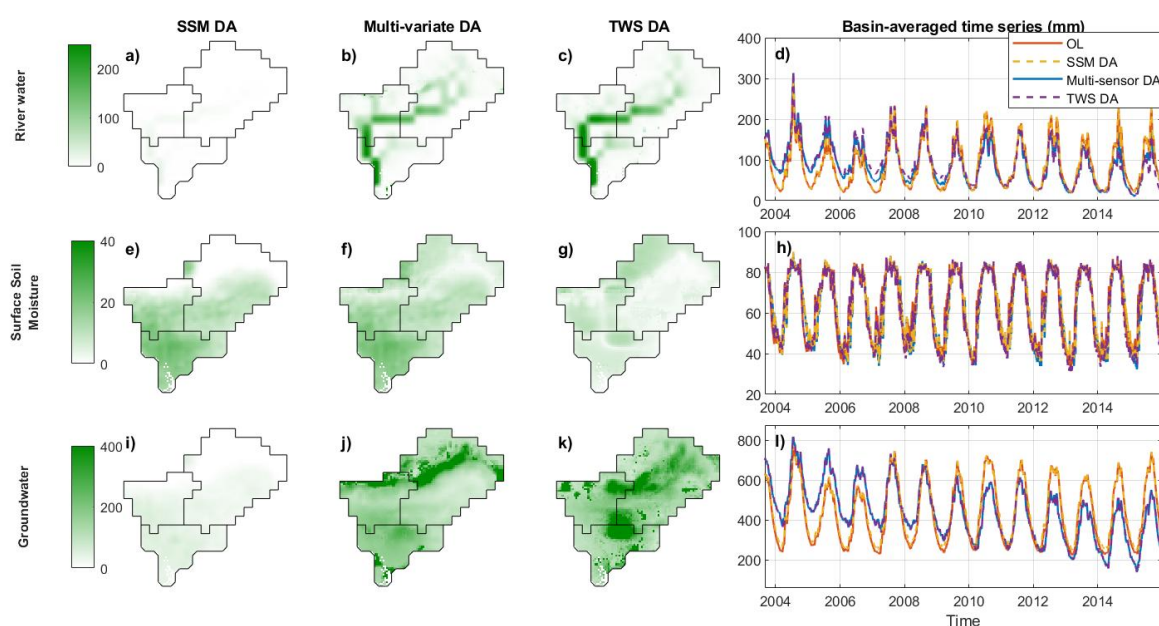 SSM DA
Multi-variate DA
TWS DA
Basin-averaged time series (mm)
River water
200
100
0
a)
b)
c)
d)
400
300
200
100
0
OL
SSM DA
Multi-sensor DA
TWS DA
2004 2006 2008 2010 2012 2014
Surface Soil
Moisture
40
20
0
e)
f)
g)
h)
100
80
60
40
20
2004 2006 2008 2010 2012 2014
Groundwater
400
200
0
i)
j)
k)
l)
800
600
400
200
2004 2006 2008 2010 2012 2014
Time